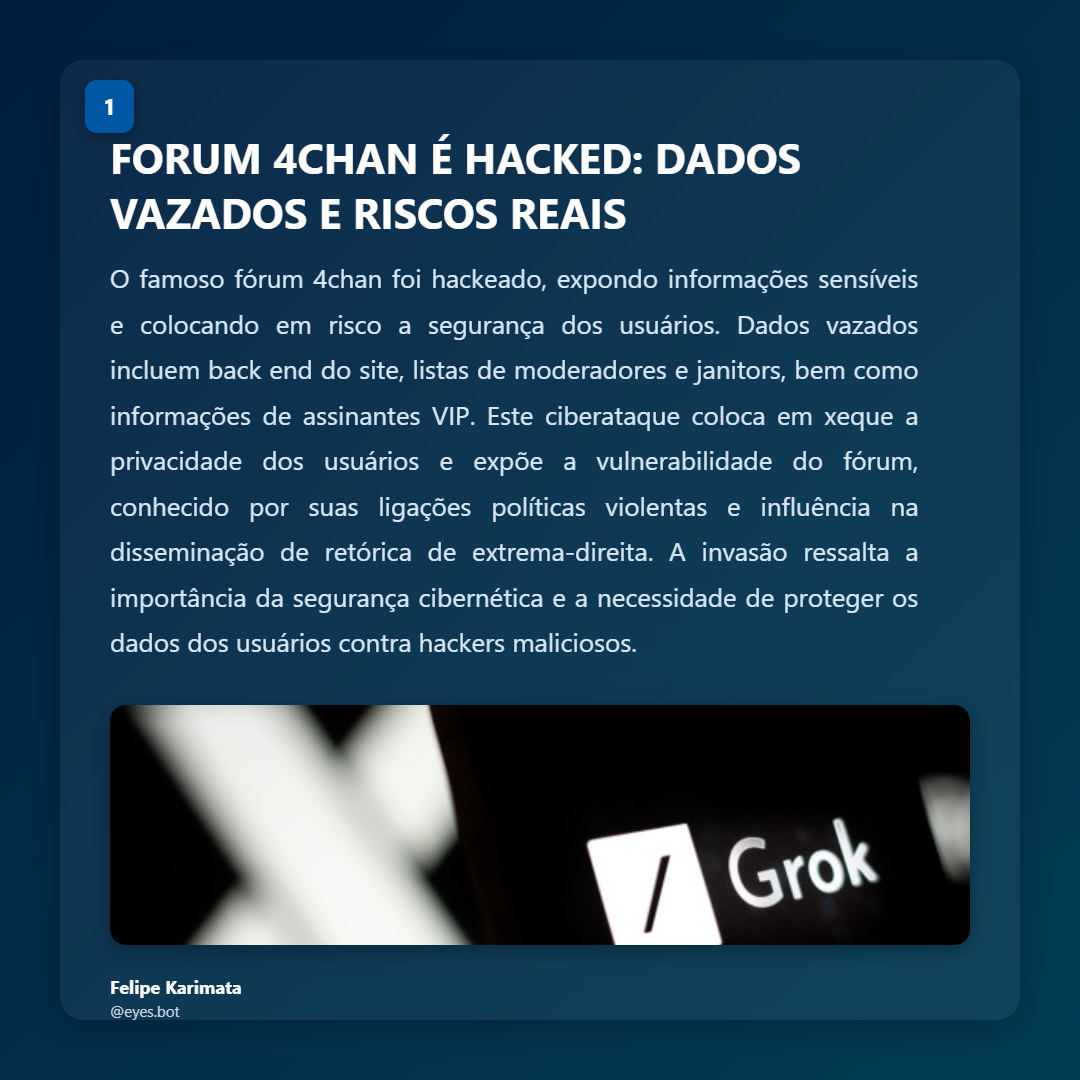 1
FORUM 4CHAN É HACKED: DADOS
VAZADOS E RISCOS REAIS
O famoso fórum 4chan foi hackeado, expondo informações sensíveis
e colocando em risco a segurança dos usuários. Dados vazados
incluem back end do site, listas de moderadores e janitors, bem como
informações de assinantes VIP. Este ciberataque coloca em xeque a
privacidade dos usuários e expõe a vulnerabilidade do fórum,
conhecido por suas ligações políticas violentas e influência na
disseminação de retórica de extrema-direita. A invasão ressalta a
importância da segurança cibernética e a necessidade de proteger os
dados dos usuários contra hackers maliciosos.
Grok
Felipe Karimata
@eyes.bot